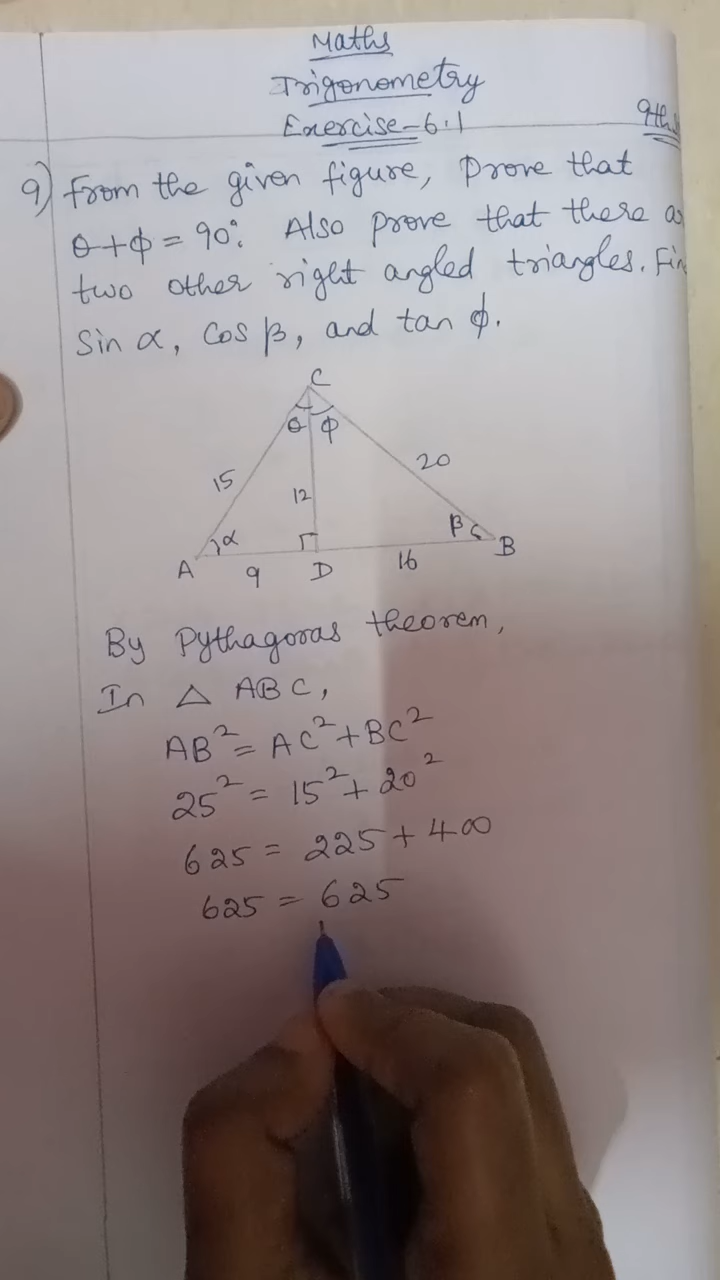 Maths
Trigonometry
Exercise-6.1
9th
9) From the given figure, prove that
θ+ϕ = 90°. Also prove that there
two other right angled triangles.
Sin α, Cos β, and tan ϕ.
C
θ ϕ
15
20
12
α
β
A
B
9
D
16
By Pythagoras theorem,
In △ ABC,
AB² = AC² + BC²
25² = 15² + 20²
625 = 225 + 400
625 = 625